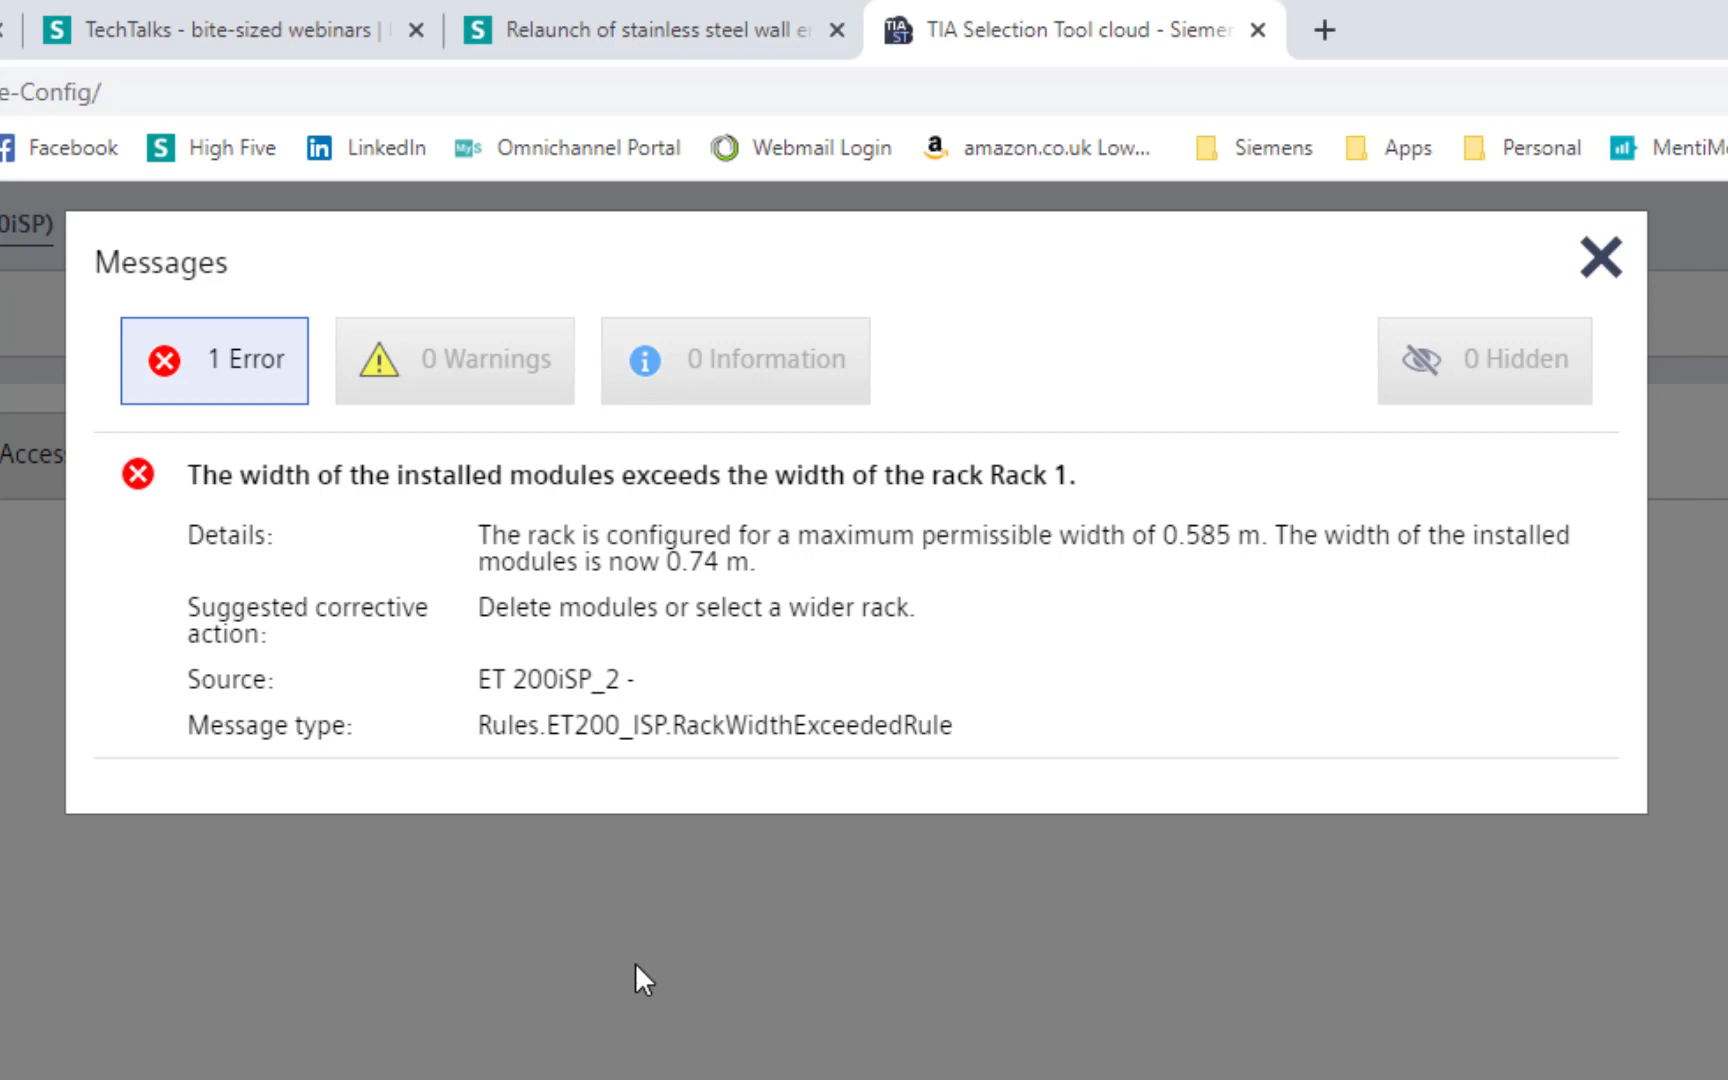 TechTalks - bite-sized webinars |
Relaunch of stainless steel wall e
TIA Selection Tool cloud - Siemer
e-Config/
Facebook
High Five
LinkedIn
Omnichannel Portal
Webmail Login
amazon.co.uk Low...
Siemens
Apps
Personal
MentiM
0iSP)
Messages
1 Error
0 Warnings
0 Information
0 Hidden
Acces
The width of the installed modules exceeds the width of the rack Rack 1.
Details:
The rack is configured for a maximum permissible width of 0.585 m. The width of the installed
modules is now 0.74 m.
Suggested corrective
action:
Delete modules or select a wider rack.
Source:
ET 200iSP_2 -
Message type:
Rules.ET200_ISP.RackWidthExceededRule